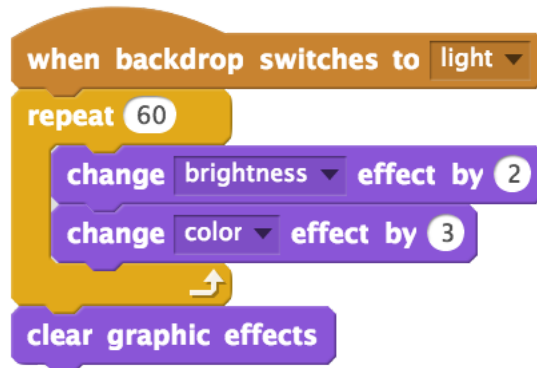 when backdrop switches to light
repeat 60
change brightness effect by 2
change color effect by 3
clear graphic effects